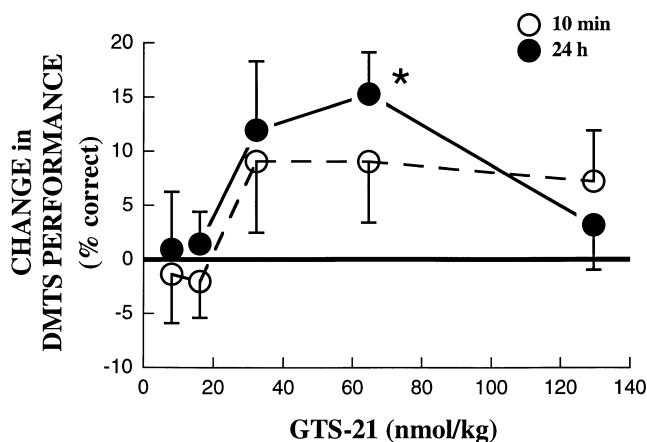 10 min
24 h
CHANGE in
DMTS PERFORMANCE
(% correct)
20
15
10
5
0
-5
-10
*
0 20 40 60 80 100 120 140
GTS-21 (nmol/kg)